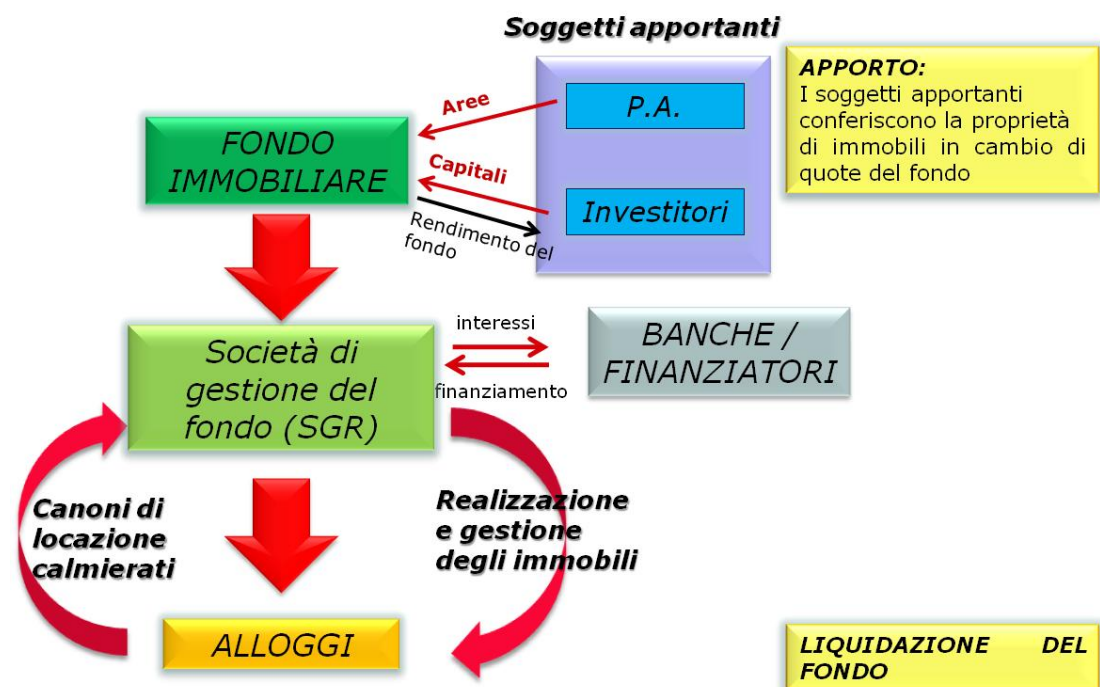 Soggetti apportanti
P.A.
Investitori
Aree
Capitali
Rendimento del
fondo
FONDO
IMMOBILIARE
APPORTO:
I soggetti apportanti
conferiscono la proprietà
di immobili in cambio di
quote del fondo
Società di
gestione del
fondo (SGR)
interessi
finanziamento
BANCHE /
FINANZIATORI
Canoni di
locazione
calmierati
Realizzazione
e gestione
degli immobili
ALLOGGI
LIQUIDAZIONE DEL
FONDO